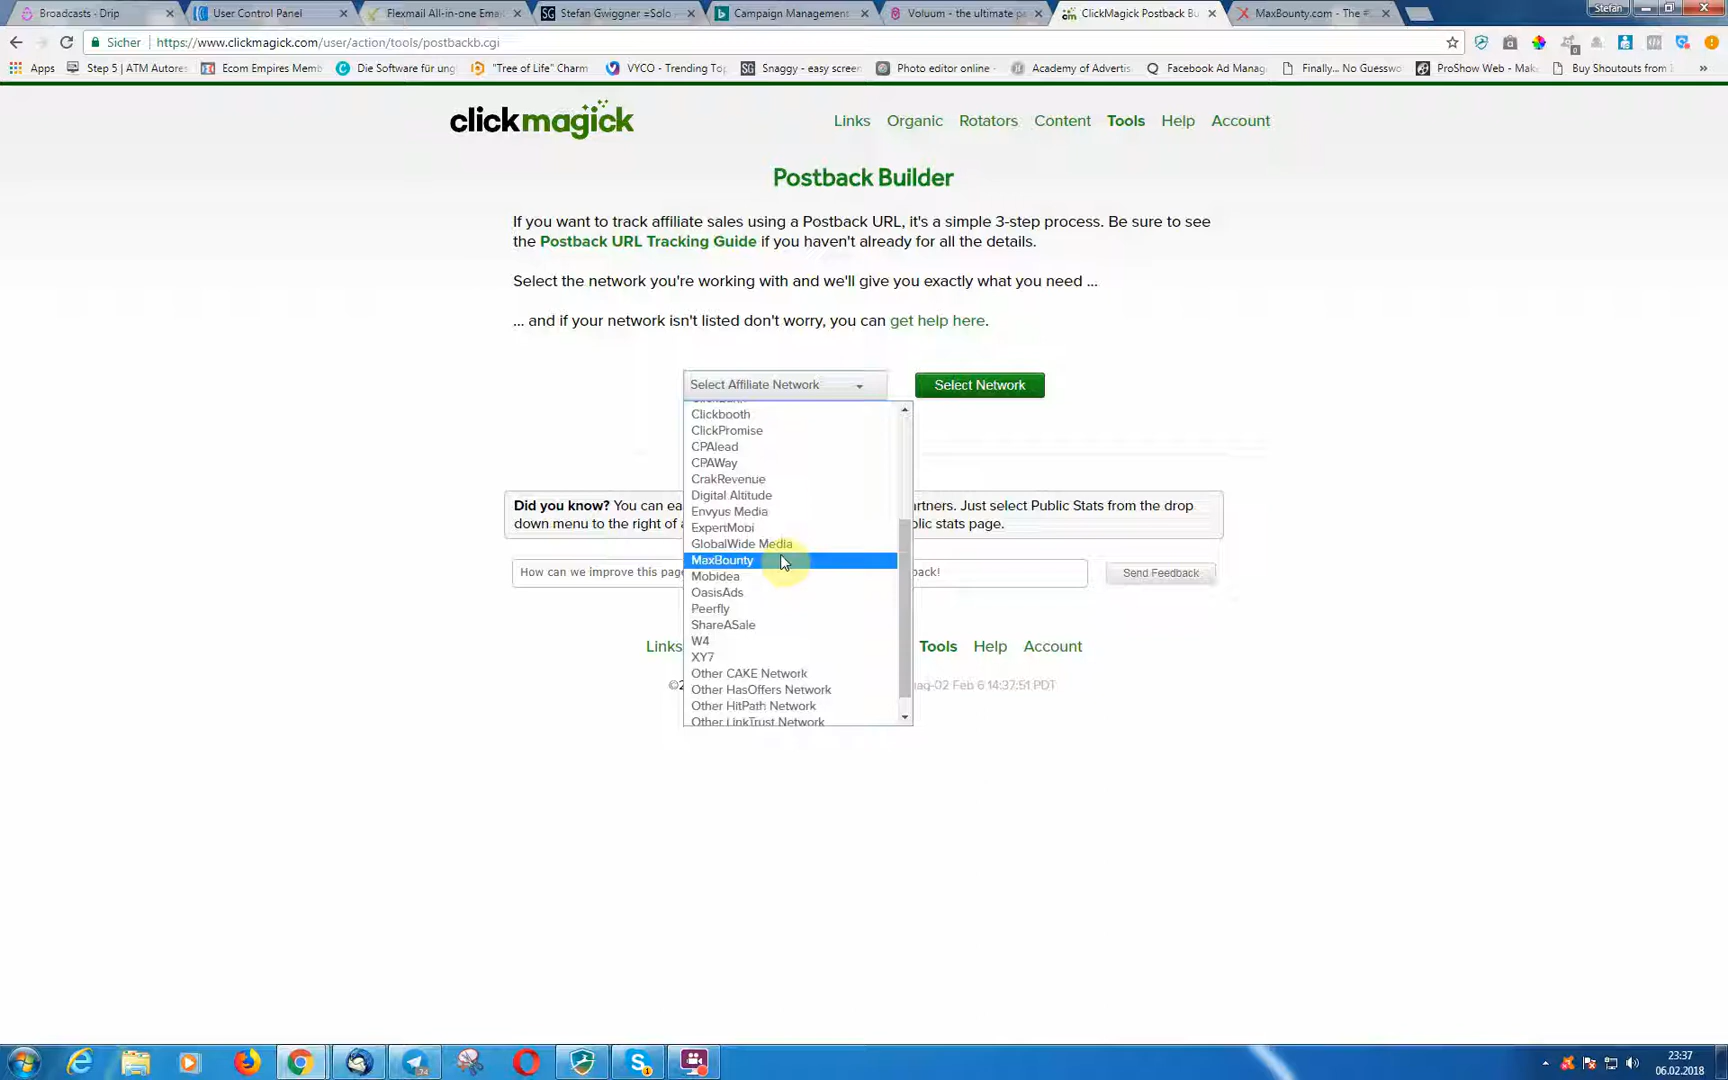 Broadcasts - Drip
User Control Panel
Flexmail All-in-one Emai
Stefan Gwiggner =Solo
Campaign Management
Voluum - the ultimate pe
ClickMagick Postback Bu
MaxBounty.com - The #
Stefan
Sicher
https://www.clickmagick.com/user/action/tools/postbackb.cgi
Apps
Step 5 | ATM Autores
Ecom Empires Memb
Die Software für ung
"Tree of Life" Charm
VYCO - Trending Top
Snaggy - easy screen
Photo editor online -
Academy of Advertis
Facebook Ad Manag
Finally... No Guesswo
ProShow Web - Mak
Buy Shoutouts from
clickmagick
Links
Organic
Rotators
Content
Tools
Help
Account
Postback Builder
If you want to track affiliate sales using a Postback URL, it's a simple 3-step process. Be sure to see
the Postback URL Tracking Guide if you haven't already for all the details.
Select the network you're working with and we'll give you exactly what you need ...
... and if your network isn't listed don't worry, you can get help here.
Select Affiliate Network
Select Network
Clickbooth
ClickPromise
CPAlead
CPAWay
CrakRevenue
Digital Altitude
Envyus Media
ExpertMobi
GlobalWide Media
MaxBounty
Mobidea
OasisAds
Peerfly
ShareASale
W4
XY7
Other CAKE Network
Other HasOffers Network
Other HitPath Network
Other LinkTrust Network
Did you know? You can ea
artners. Just select Public Stats from the drop
down menu to the right of a
blic stats page.
How can we improve this page
back!
Send Feedback
Links
Tools
Help
Account
©2
aq-02 Feb 6 14:37:51 PDT
74
23:37
06.02.2018